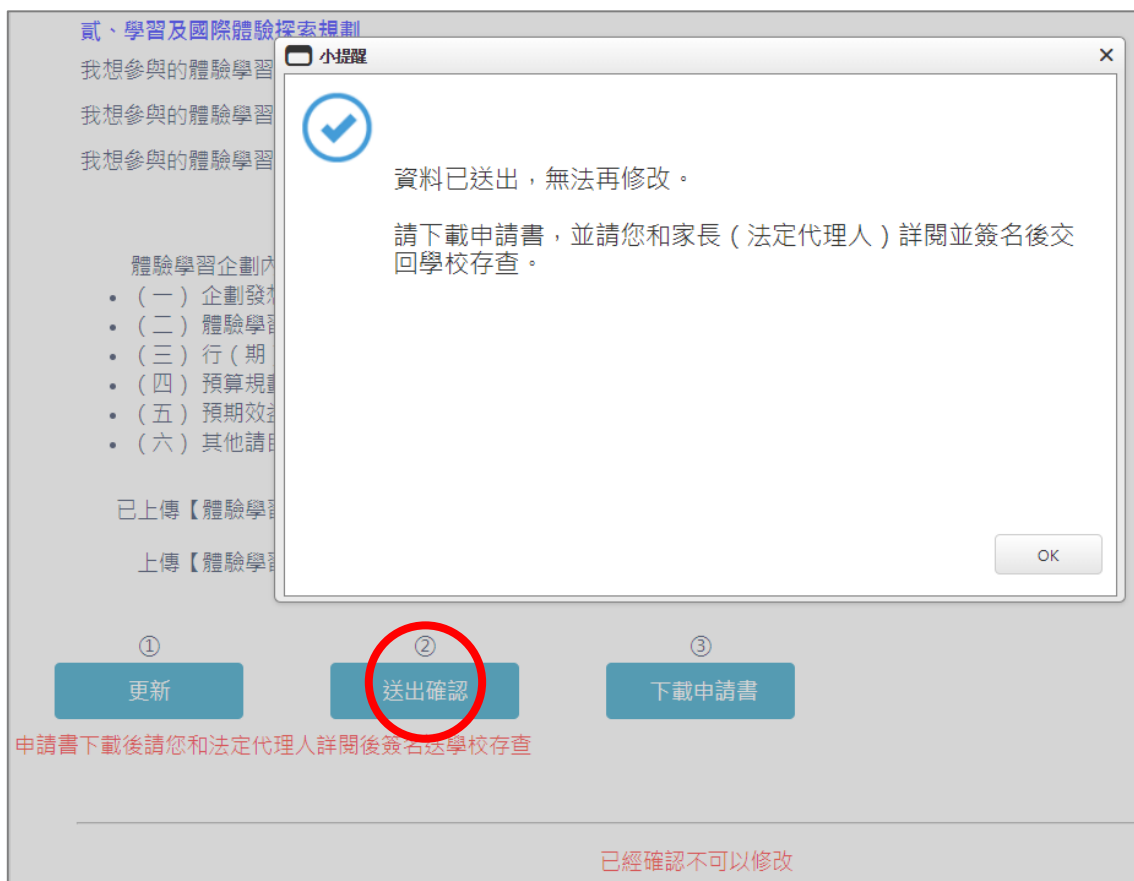 貳、學習及國際體驗探索規劃
小提醒
我想參與的體驗學習
我想參與的體驗學習
我想參與的體驗學習
資料已送出，無法再修改。
請下載申請書，並請您和家長（法定代理人）詳閱並簽名後交
回學校存查。
體驗學習企劃內
（一）企劃發想
（二）體驗學習
（三）行（期
（四）預算規劃
（五）預期效益
（六）其他請
已上傳【體驗學習
上傳【體驗學習
OK
① ② ③
更新 送出確認 下載申請書
申請書下載後請您和法定代理人詳閱後簽名送學校存查
已經確認不可以修改